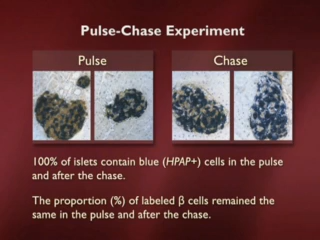 Pulse-Chase Experiment
Pulse
Chase
100% of islets contain blue (HPAP+) cells in the pulse
and after the chase.
The proportion (%) of labeled β cells remained the
same in the pulse and after the chase.